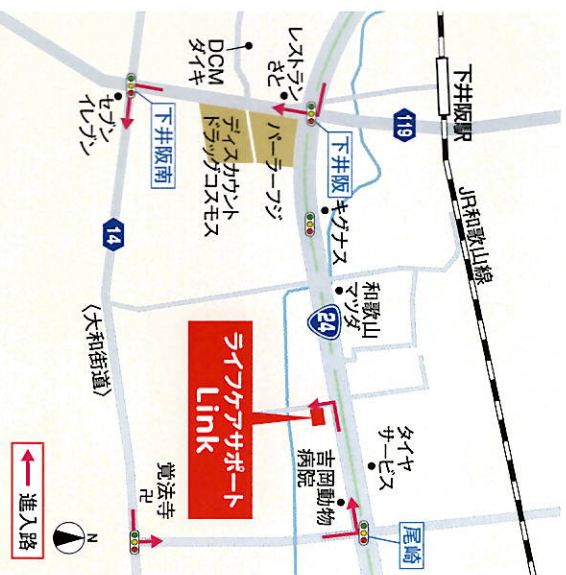 下井阪駅
JR和歌山線
119
レストラン
さと
下井阪
DCM
ダイキ
パーラーフジ
ディスカウント
ドラッグコスモス
キグナス
和歌山
マツダ
24
下井阪南
セブン
イレブン
14
〈大和街道〉
ライフケアサポート
Link
タイヤ
サービス
吉岡動物
病院
尾崎
覚法寺
卍
進入路
N